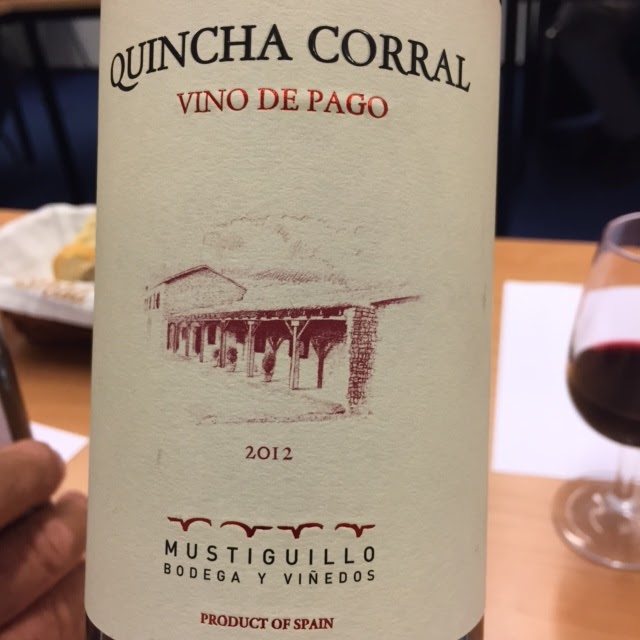 QUINCHA CORRAL
VINO DE PAGO
2012
MUSTIGUILLO
BODEGA Y VIÑEDOS
PRODUCT OF SPAIN